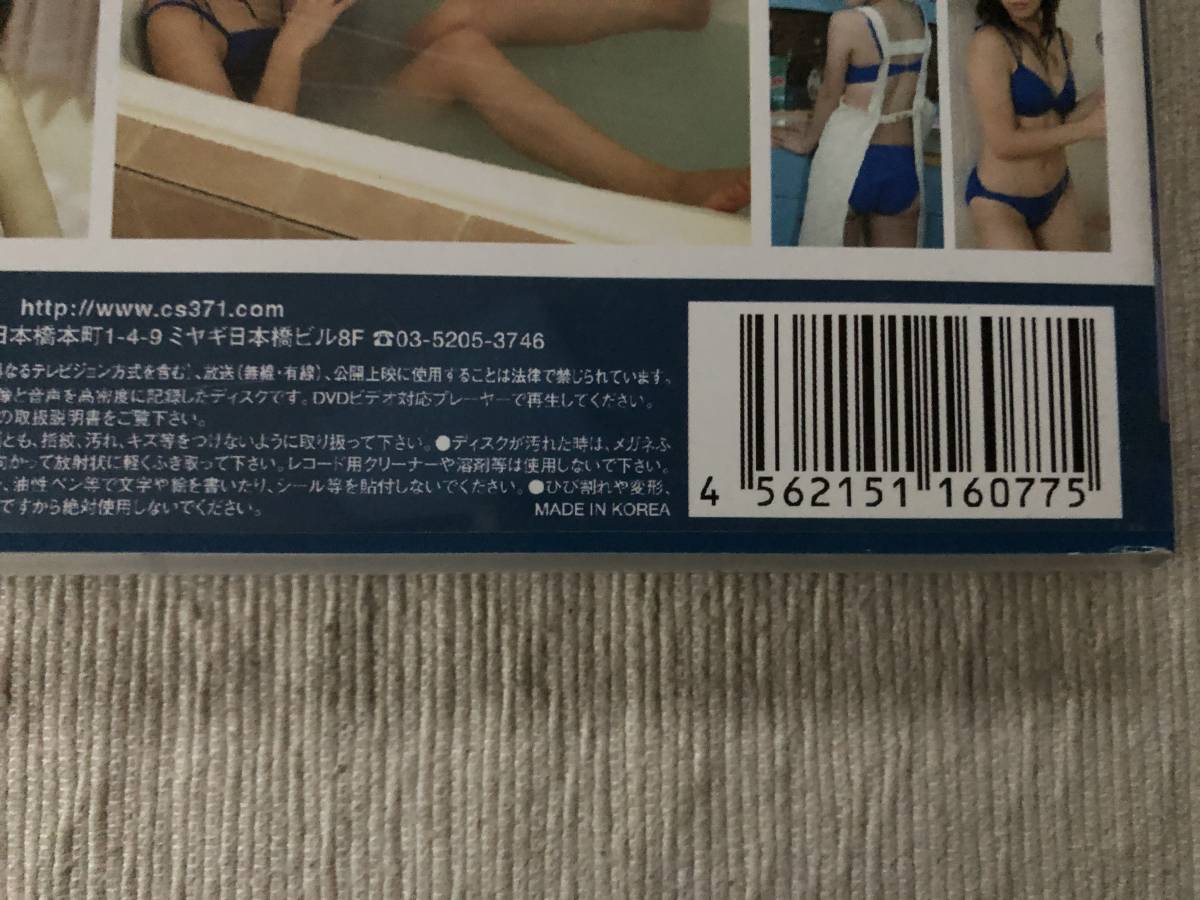 http://www.cs371.com
日本橋本町1-4-9 ミヤギ日本橋ビル8F ☎03-5205-3746
なるテレビジョン方式を含む)、放送(無線・有線)、公開上映に使用することは法律で禁じられています。
像と音声を高密度に記録したディスクです。DVDビデオ対応プレーヤーで再生してください。
の取扱説明書をご覧下さい。
とも、指紋、汚れ、キズ等をつけないように取り扱って下さい。●ディスクが汚れた時は、メガネふ
向かって放射状に軽くふき取って下さい。レコード用クリーナーや溶剤等は使用しないで下さい。
、油性ペン等で文字や絵を書いたり、シール等を貼付しないでください。●ひび割れや変形、
ですから絶対使用しないでください。
MADE IN KOREA
4 562151 160775